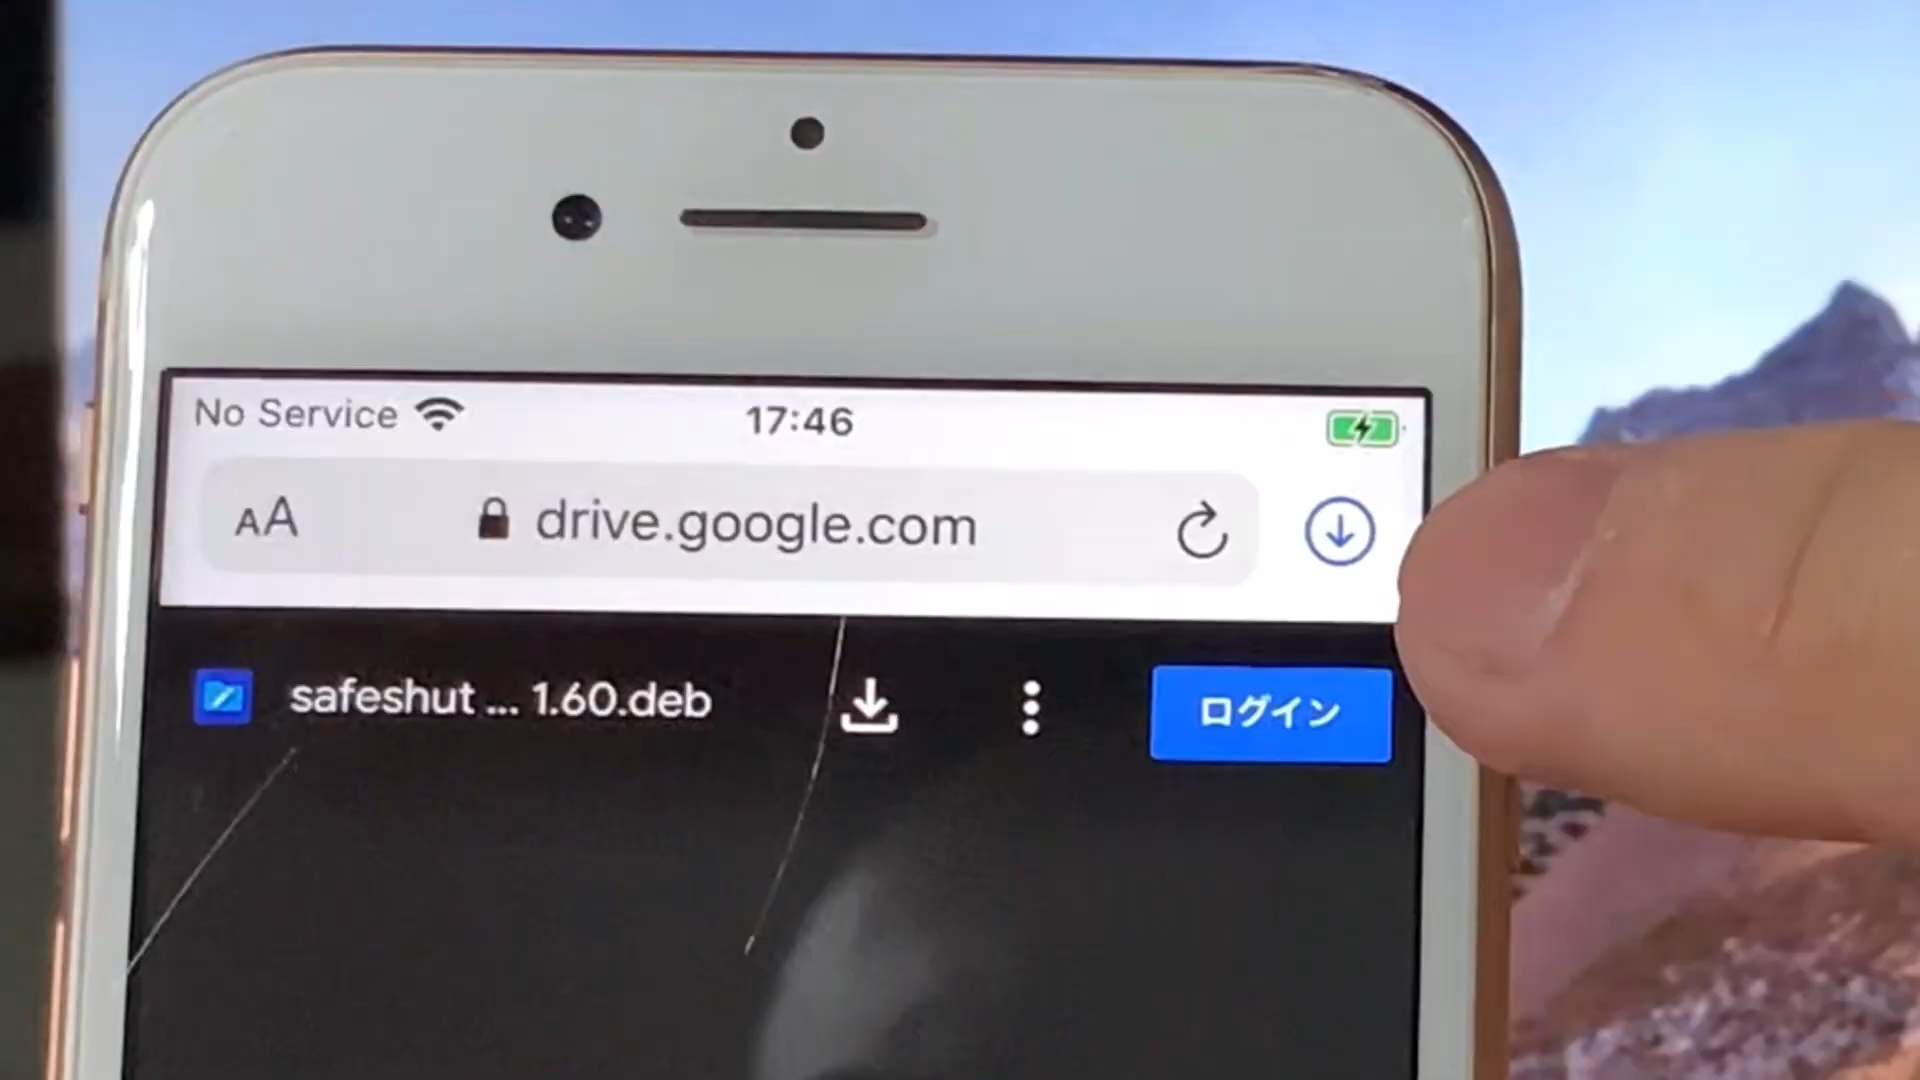 No Service 17:46
AA drive.google.com
safeshut ... 1.60.deb ログイン